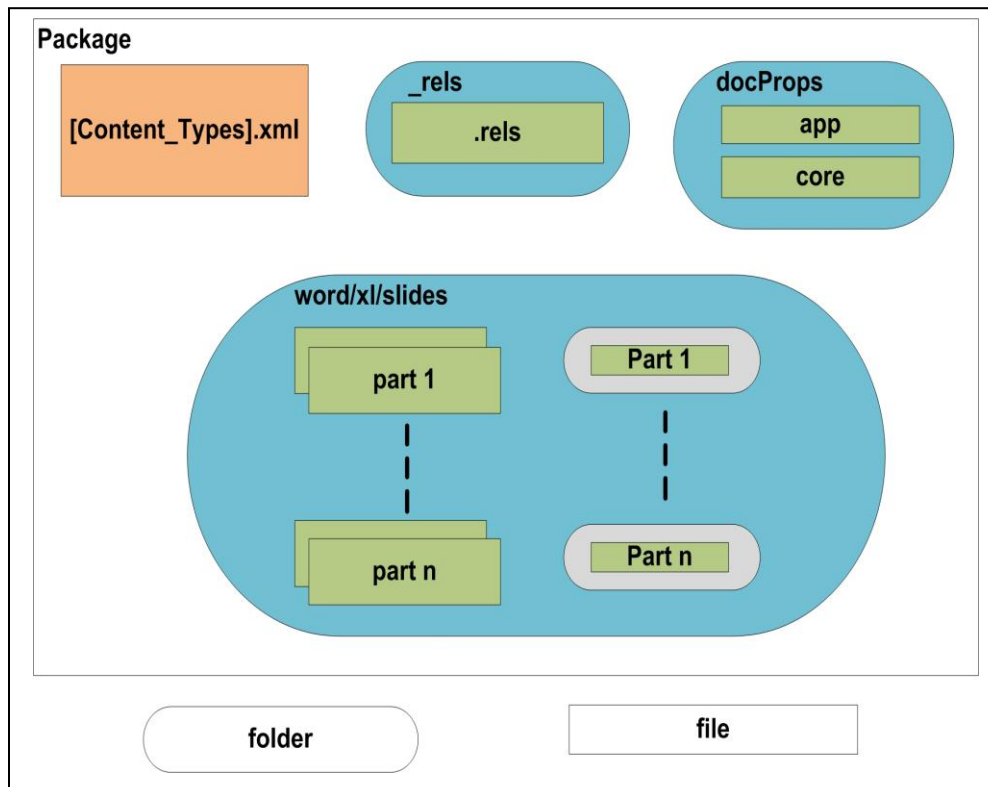 Package
[Content_Types].xml
_rels
.rels
docProps
app
core
word/xl/slides
part 1
Part 1
part n
Part n
folder
file